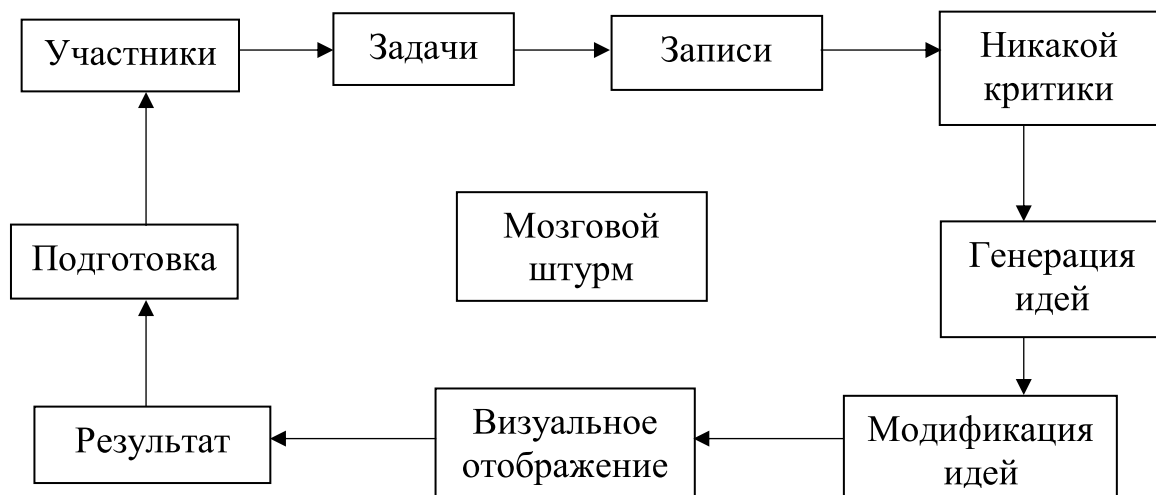 Участники
Задачи
Записи
Никакой
критики
Мозговой
штурм
Подготовка
Генерация
идей
Результат
Визуальное
отображение
Модификация
идей